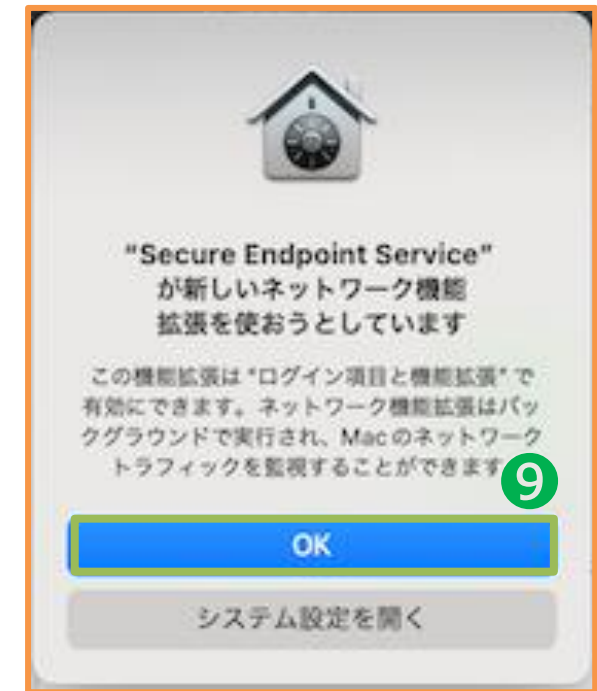 "Secure Endpoint Service"
が新しいネットワーク機能
拡張を使おうとしています
この機能拡張は"ログイン項目と機能拡張"で
有効にできます。ネットワーク機能拡張はバッ
クグラウンドで実行され、Macのネットワーク
トラフィックを監視することができます
9
OK
システム設定を開く